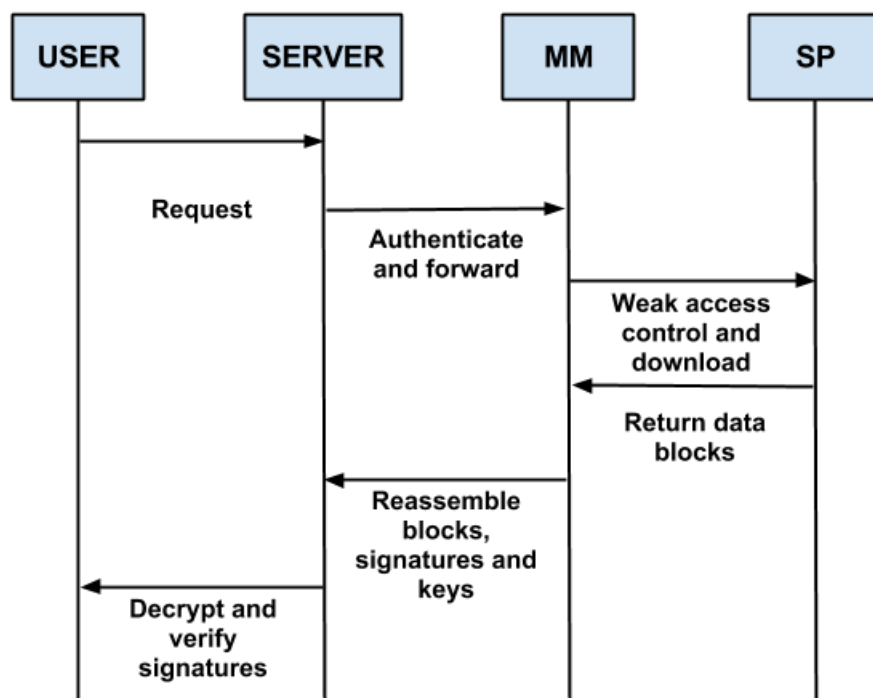 USER
SERVER
MM
SP
Request
Authenticate
and forward
Weak access
control and
download
Return data
blocks
Reassemble
blocks,
signatures and
keys
Decrypt and
verify
signatures